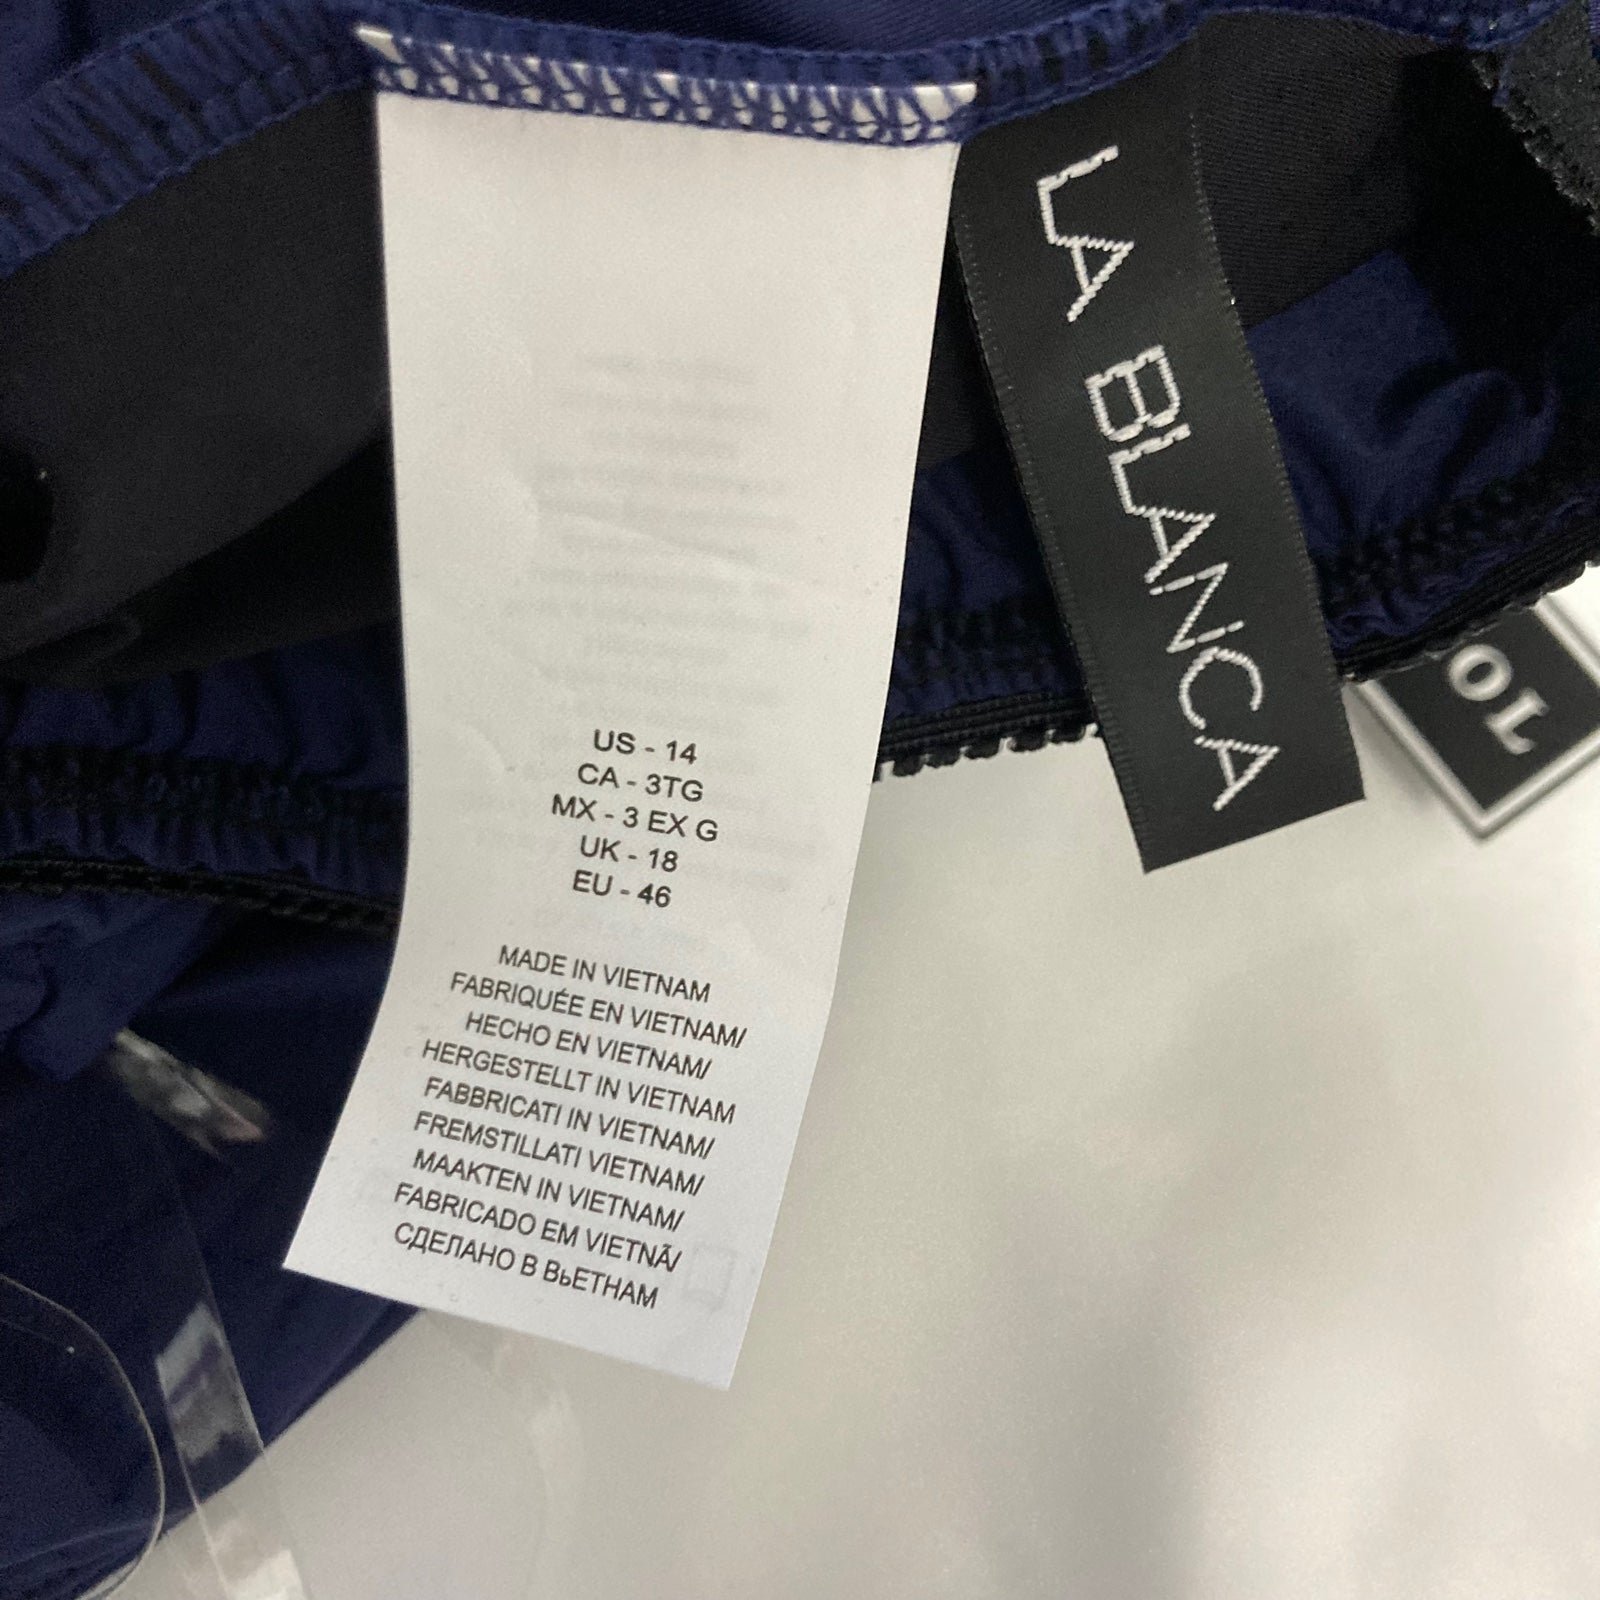 US - 14
CA - 3TG
MX - 3 EX G
UK - 18
EU - 46
MADE IN VIETNAM
FABRIQUÉE EN VIETNAM/
HECHO EN VIETNAM/
HERGESTELLT IN VIETNAM
FABBRICATI IN VIETNAM/
FREMSTILLATI VIETNAM/
MAAKTEN IN VIETNAM/
FABRICADO EM VIETNÃ/
СДЕЛАНО В ВьЕТНАМ
LA BLANCA